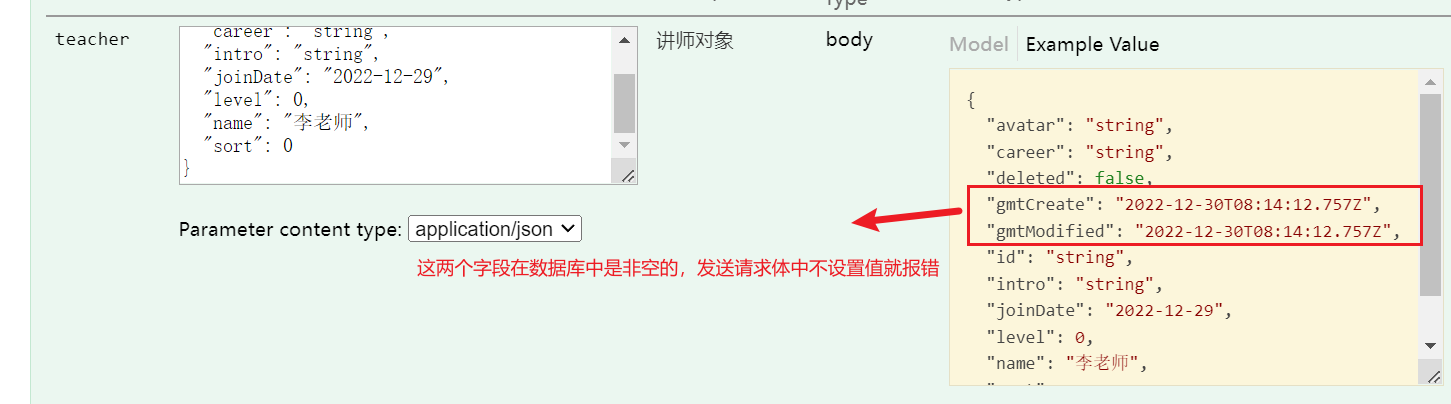 Type
teacher
"career": "string",
"intro": "string",
"joinDate": "2022-12-29",
"level": 0,
"name": "李老师",
"sort": 0
}
讲师对象
body
Model
Example Value
{
"avatar": "string",
"career": "string",
"deleted": false,
"gmtCreate": "2022-12-30T08:14:12.757Z",
"gmtModified": "2022-12-30T08:14:12.757Z",
"id": "string",
"intro": "string",
"joinDate": "2022-12-29",
"level": 0,
"name": "李老师",
Parameter content type: application/json
这两个字段在数据库中是非空的，发送请求体中不设置值就报错